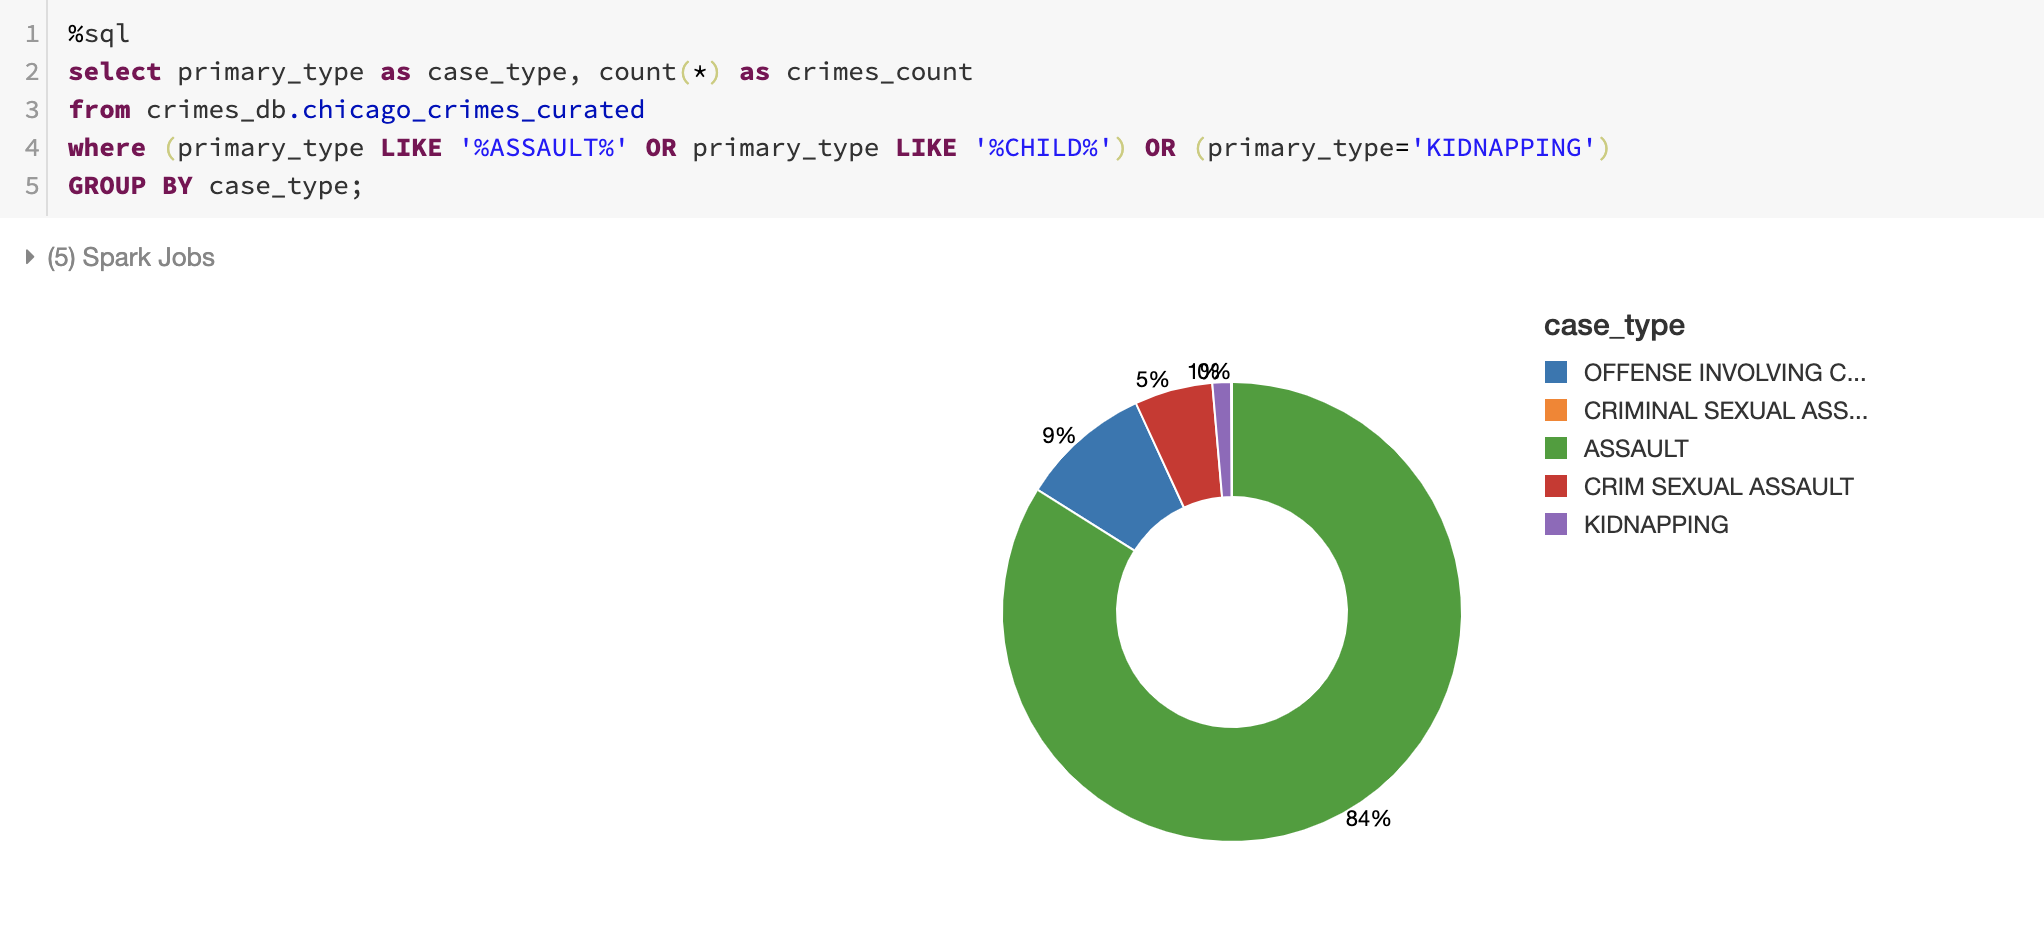 1 %sql
2 select primary_type as case_type, count(*) as crimes_count
3 from crimes_db.chicago_crimes_curated
4 where (primary_type LIKE '%ASSAULT%' OR primary_type LIKE '%CHILD%') OR (primary_type='KIDNAPPING')
5 GROUP BY case_type;
(5) Spark Jobs
case_type
OFFENSE INVOLVING C...
CRIMINAL SEXUAL ASS...
ASSAULT
CRIM SEXUAL ASSAULT
KIDNAPPING
1%
0%
5%
9%
84%